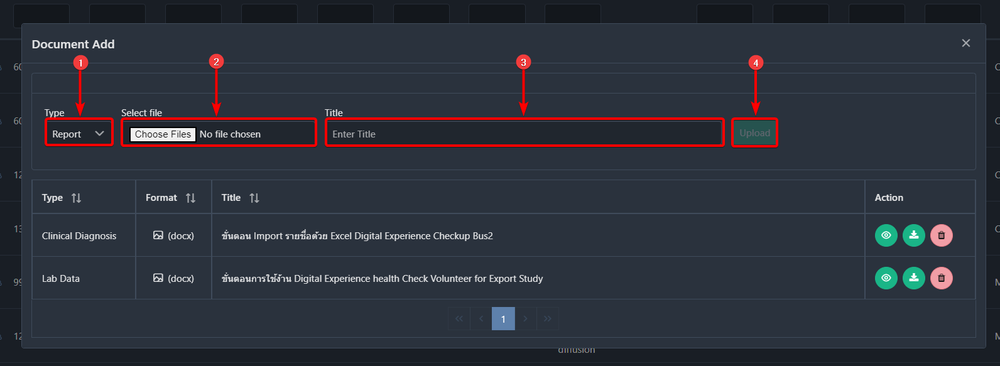 Document Add
1
2
3
4
Type
Select file
Title
Report
Choose Files No file chosen
Enter Title
Upload
Type
Format
Title
Action
Clinical Diagnosis
(docx)
ขั่นตอน Import รายชื่อด้วย Excel Digital Experience Checkup Bus2
Lab Data
(docx)
ขั่นตอนการใช้ง้าน Digital Experience health Check Volunteer for Export Study
« ‹ 1 › »
diffusion